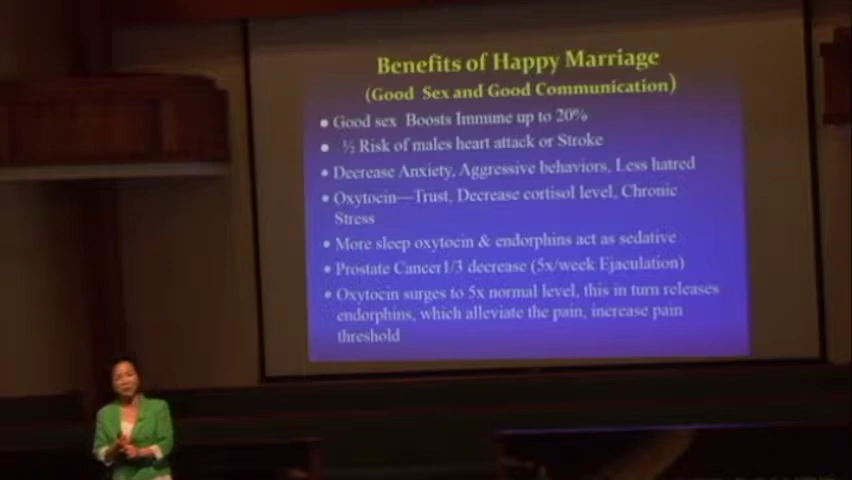 Benefits of Happy Marriage
(Good Sex and Good Communication)
• Good sex Boosts Immune up to 20%
• ½ Risk of males heart attack or Stroke
• Decrease Anxiety, Aggressive behaviors, Less hatred
• Oxytocin—Trust, Decrease cortisol level, Chronic
Stress
• More sleep oxytocin & endorphins act as sedative
• Prostate Cancer1/3 decrease (5x/week Ejaculation)
• Oxytocin surges to 5x normal level, this in turn releases
endorphins, which alleviate the pain, increase pain
threshold